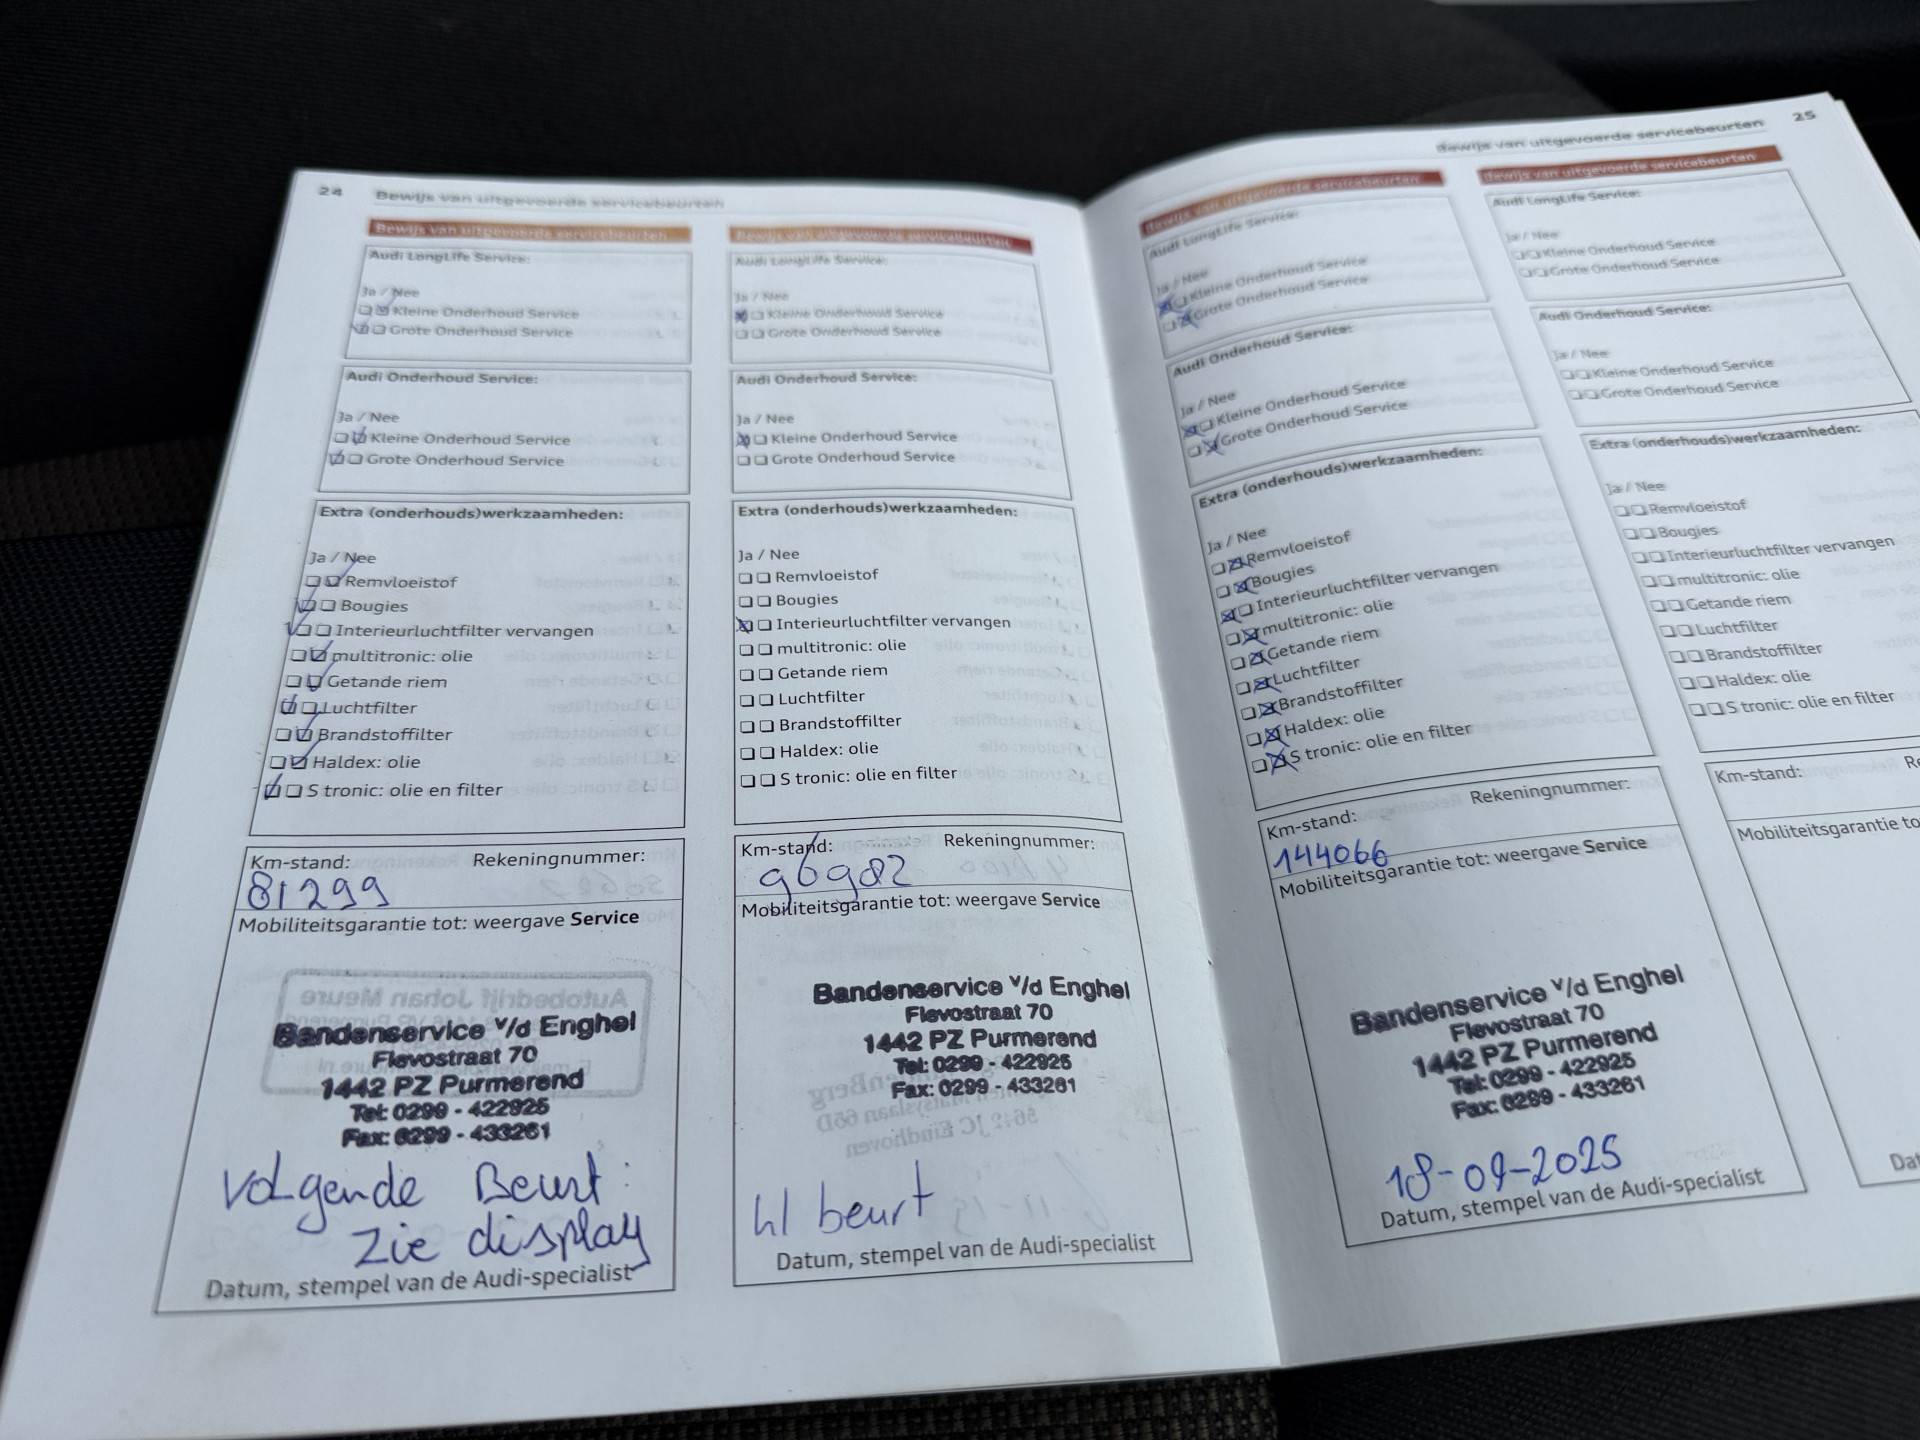 24 Bewijs van uitgevoerde servicebeurten
Bewijs van uitgevoerde servicebeurten
Audi LongLife Service:
Ja / Nee
Kleine Onderhoud Service
Grote Onderhoud Service
Audi Onderhoud Service:
Ja / Nee
Kleine Onderhoud Service
Grote Onderhoud Service
Extra (onderhouds)werkzaamheden:
Ja / Nee
Remvloeistof
Bougies
Interieurluchtfilter vervangen
multitronic: olie
Getande riem
Luchtfilter
Brandstoffilter
Haldex: olie
S tronic: olie en filter
Km-stand: Rekeningnummer:
81299
Mobiliteitsgarantie tot: weergave Service
Bandenservice v/d Enghel
Flevostraat 70
1442 PZ Purmerend
Tel: 0299 - 422925
Fax: 0299 - 433261
Volgende Beurt:
Zie display
Datum, stempel van de Audi-specialist
Bewijs van uitgevoerde servicebeurten
Audi LongLife Service:
Ja / Nee
Kleine Onderhoud Service
Grote Onderhoud Service
Audi Onderhoud Service:
Ja / Nee
Kleine Onderhoud Service
Grote Onderhoud Service
Extra (onderhouds)werkzaamheden:
Ja / Nee
Remvloeistof
Bougies
Interieurluchtfilter vervangen
multitronic: olie
Getande riem
Luchtfilter
Brandstoffilter
Haldex: olie
S tronic: olie en filter
Km-stand: Rekeningnummer:
96982
Mobiliteitsgarantie tot: weergave Service
Bandenservice v/d Enghel
Flevostraat 70
1442 PZ Purmerend
Tel: 0299 - 422925
Fax: 0299 - 433261
kl beurt
Datum, stempel van de Audi-specialist
Bewijs van uitgevoerde servicebeurten 25
Bewijs van uitgevoerde servicebeurten
Audi LongLife Service:
Ja / Nee
Kleine Onderhoud Service
Grote Onderhoud Service
Audi Onderhoud Service:
Ja / Nee
Kleine Onderhoud Service
Grote Onderhoud Service
Extra (onderhouds)werkzaamheden:
Ja / Nee
Remvloeistof
Bougies
Interieurluchtfilter vervangen
multitronic: olie
Getande riem
Luchtfilter
Brandstoffilter
Haldex: olie
S tronic: olie en filter
Km-stand: Rekeningnummer:
144066
Mobiliteitsgarantie tot: weergave Service
Bandenservice v/d Enghel
Flevostraat 70
1442 PZ Purmerend
Tel: 0299 - 422925
Fax: 0299 - 433261
18-09-2025
Datum, stempel van de Audi-specialist
Bewijs van uitgevoerde servicebeurten
Audi LongLife Service:
Ja / Nee
Kleine Onderhoud Service
Grote Onderhoud Service
Audi Onderhoud Service:
Ja / Nee
Kleine Onderhoud Service
Grote Onderhoud Service
Extra (onderhouds)werkzaamheden:
Ja / Nee
Remvloeistof
Bougies
Interieurluchtfilter vervangen
multitronic: olie
Getande riem
Luchtfilter
Brandstoffilter
Haldex: olie
S tronic: olie en filter
Km-stand: Re
Mobiliteitsgarantie to
Dat